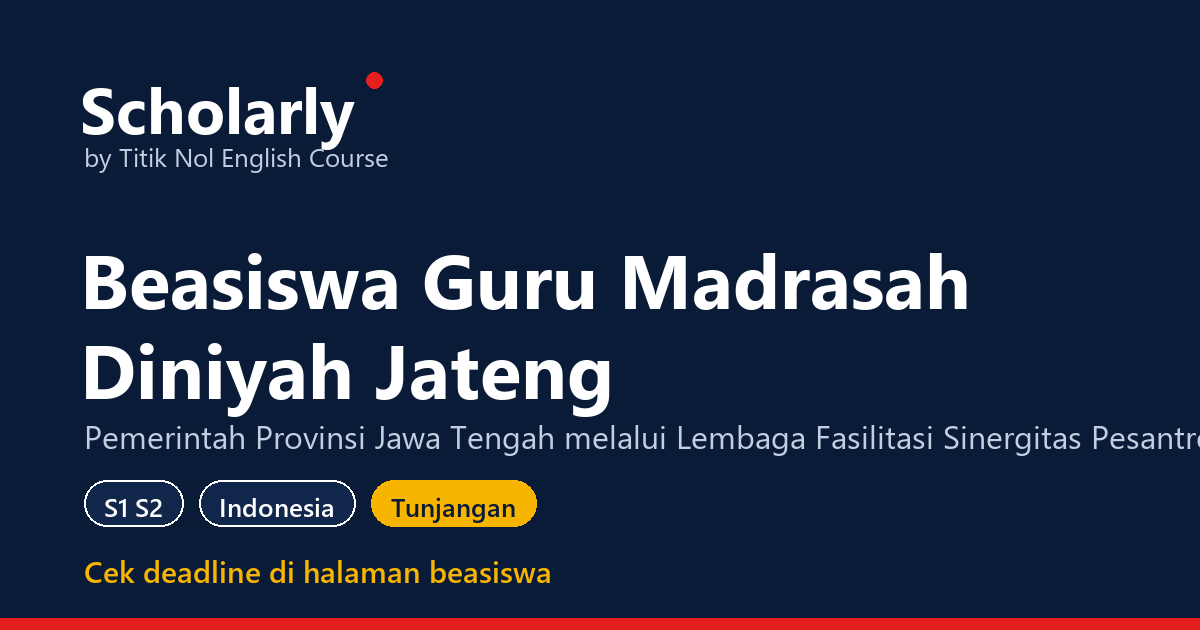 Scholarly
by Titik Nol English Course
Beasiswa Guru Madrasah
Diniyah Jateng
Pemerintah Provinsi Jawa Tengah melalui Lembaga Fasilitasi Sinergitas
S1 S2
Indonesia
Tunjangan
Cek deadline di halaman beasiswa